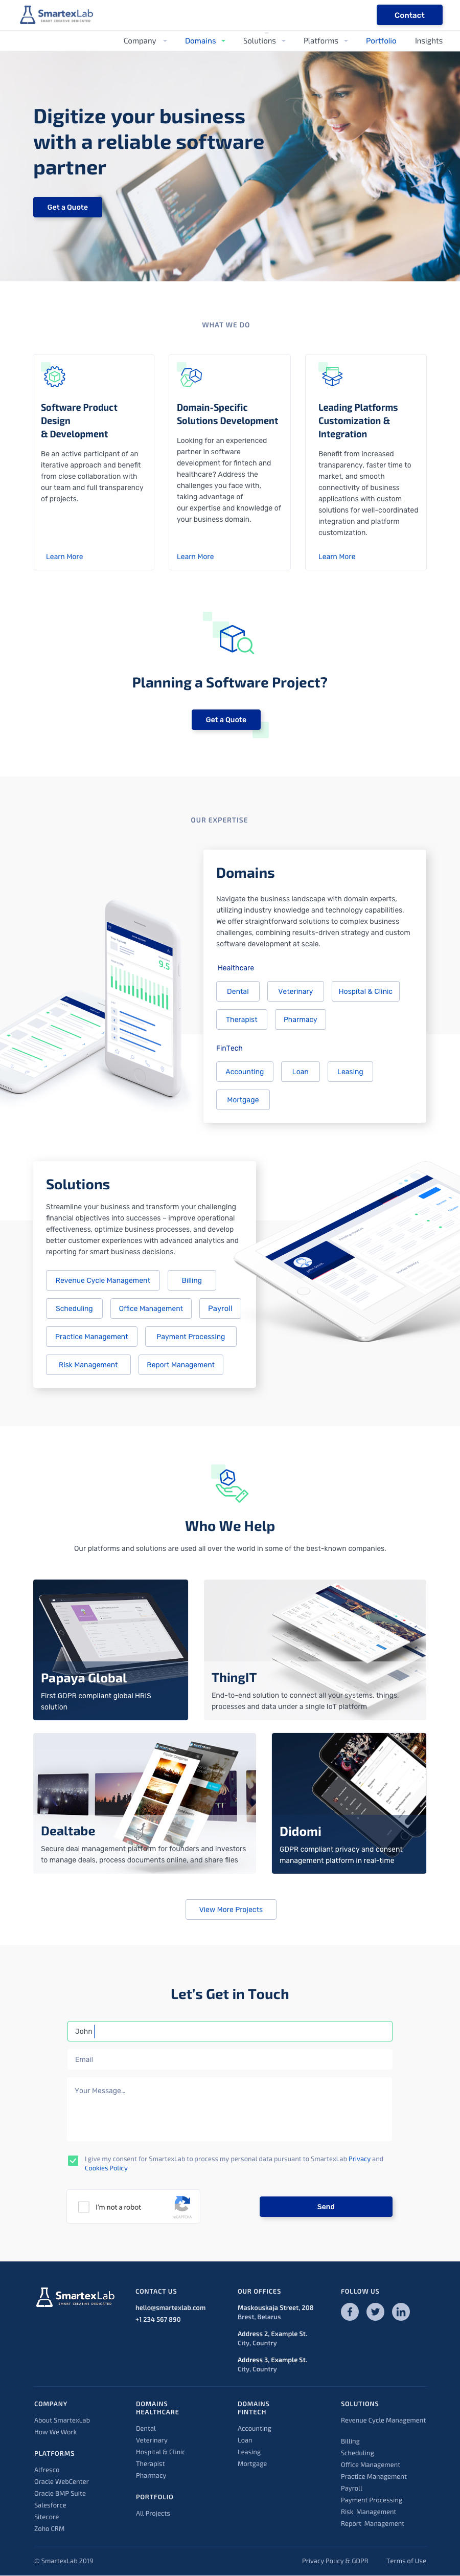 SmartexLab
SMART CREATIVE DEDICATED
Contact
Company Domains Solutions Platforms Portfolio Insights
Digitize your business
with a reliable software
partner
Get a Quote
WHAT WE DO
Software Product
Design
& Development
Be an active participant of an
iterative approach and benefit
from close collaboration with
our team and full transparency
of projects.
Learn More
Domain-Specific
Solutions Development
Looking for an experienced
partner in software
development for fintech and
healthcare? Address the
challenges you face with,
taking advantage of
our expertise and knowledge of
your business domain.
Learn More
Leading Platforms
Customization &
Integration
Benefit from increased
transparency, faster time to
market, and smooth
connectivity of business
applications with custom
solutions for well-coordinated
integration and platform
customization.
Learn More
Planning a Software Project?
Get a Quote
OUR EXPERTISE
Domains
Navigate the business landscape with domain experts,
utilizing industry knowledge and technology capabilities.
We offer straightforward solutions to complex business
challenges, combining results-driven strategy and custom
software development at scale.
Healthcare
Dental Veterinary Hospital & Clinic
Therapist Pharmacy
FinTech
Accounting Loan Leasing
Mortgage
9.5
Solutions
Streamline your business and transform your challenging
financial objectives into successes – improve operational
effectiveness, optimize business processes, and develop
better customer experiences with advanced analytics and
reporting for smart business decisions.
Revenue Cycle Management Billing
Scheduling Office Management Payroll
Practice Management Payment Processing
Risk Management Report Management
Who We Help
Our platforms and solutions are used all over the world in some of the best-known companies.
Papaya Global
First GDPR compliant global HRIS
solution
ThingIT
End-to-end solution to connect all your systems, things,
processes and data under a single IoT platform
Dealtabe
Secure deal management platform for founders and investors
to manage deals, process documents online, and share files
Didomi
GDPR compliant privacy and consent
management platform in real-time
View More Projects
Let's Get in Touch
John
Email
Your Message...
I give my consent for SmartexLab to process my personal data pursuant to SmartexLab Privacy and
Cookies Policy
I'm not a robot
reCAPTCHA
Send
SmartexLab
SMART CREATIVE DEDICATED
CONTACT US
hello@smartexlab.com
+1 234 567 890
OUR OFFICES
Maskouskaja Street, 208
Brest, Belarus
Address 2, Example St.
City, Country
Address 3, Example St.
City, Country
FOLLOW US
COMPANY
About SmartexLab
How We Work
PLATFORMS
Alfresco
Oracle WebCenter
Oracle BMP Suite
Salesforce
Sitecore
Zoho CRM
DOMAINS
HEALTHCARE
Dental
Veterinary
Hospital & Clinic
Therapist
Pharmacy
PORTFOLIO
All Projects
DOMAINS
FINTECH
Accounting
Loan
Leasing
Mortgage
SOLUTIONS
Revenue Cycle Management
Billing
Scheduling
Office Management
Practice Management
Payroll
Payment Processing
Risk Management
Report Management
© SmartexLab 2019
Privacy Policy & GDPR Terms of Use